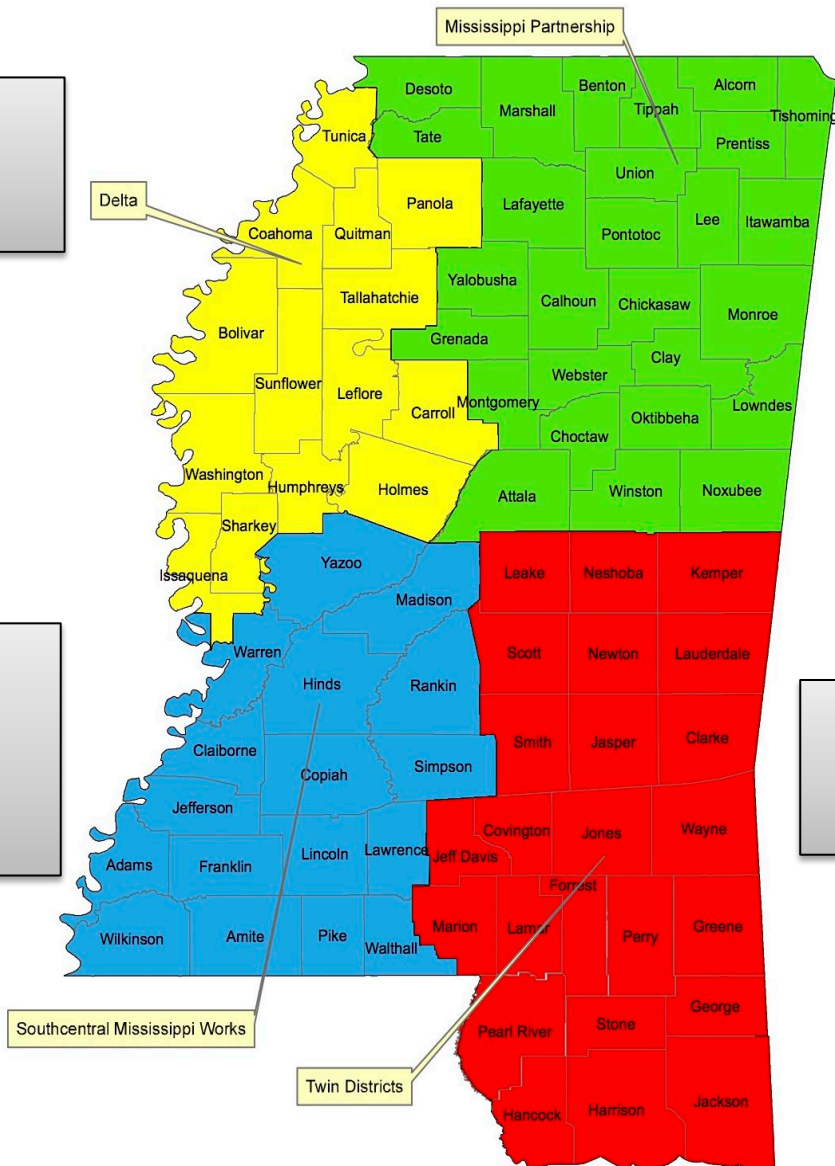 Mississippi Partnership
Desoto
Marshall
Benton
Tippah
Alcorn
Tishoming
Tunica
Tate
Prentiss
Union
Delta
Panola
Lafayette
Coahoma
Quitman
Pontotoc
Lee
Itawamba
Yalobusha
Tallahatchie
Calhoun
Chickasaw
Monroe
Bolivar
Grenada
Clay
Webster
Sunflower
Leflore
Carroll
Montgomery
Lowndes
Oktibbeha
Choctaw
Washington
Humphreys
Holmes
Attala
Winston
Noxubee
Sharkey
Issaquena
Yazoo
Leake
Neshoba
Kemper
Madison
Warren
Scott
Newton
Lauderdale
Hinds
Rankin
Claiborne
Smith
Jasper
Clarke
Copiah
Simpson
Jefferson
Covington
Jones
Wayne
Adams
Franklin
Lincoln
Lawrence
Jeff Davis
Forrest
Wilkinson
Amite
Pike
Walthall
Marion
Lamar
Perry
Greene
Southcentral Mississippi Works
Pearl River
Stone
George
Twin Districts
Hancock
Harrison
Jackson